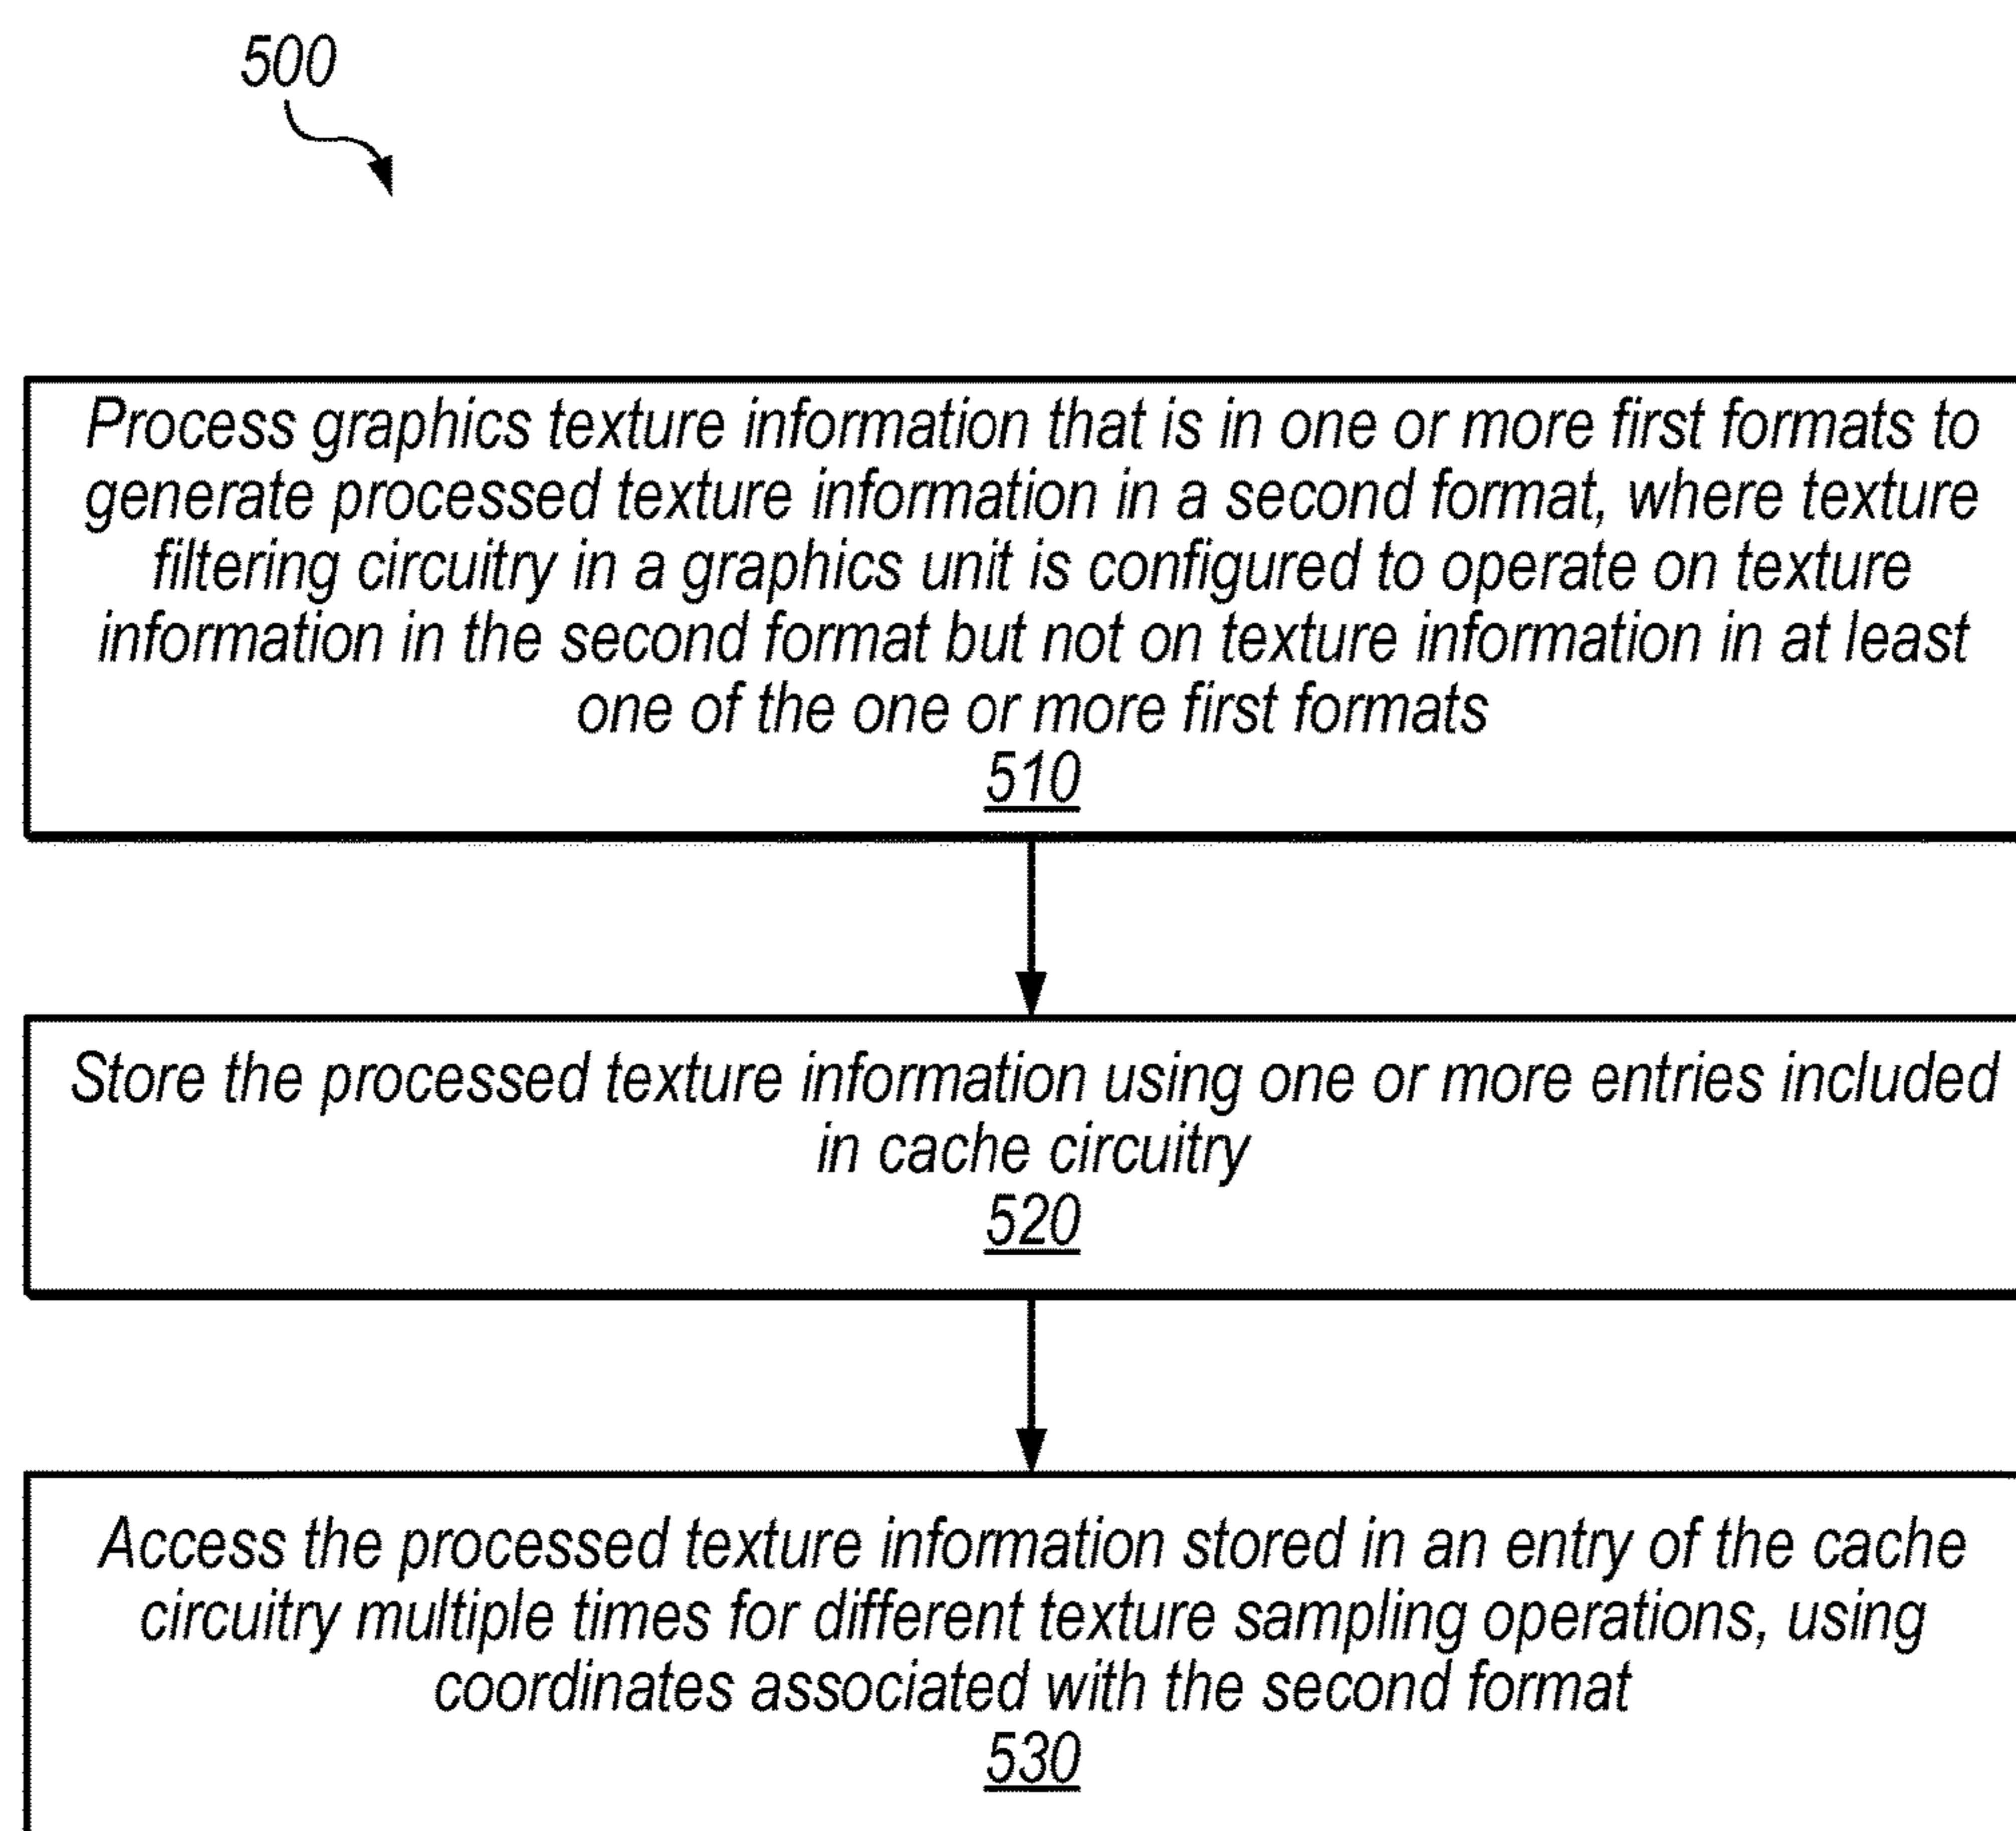 500
Process graphics texture information that is in one or more first formats to
generate processed texture information in a second format, where texture
filtering circuitry in a graphics unit is configured to operate on texture
information in the second format but not on texture information in at least
one of the one or more first formats
510
Store the processed texture information using one or more entries included
in cache circuitry
520
Access the processed texture information stored in an entry of the cache
circuitry multiple times for different texture sampling operations, using
coordinates associated with the second format
530